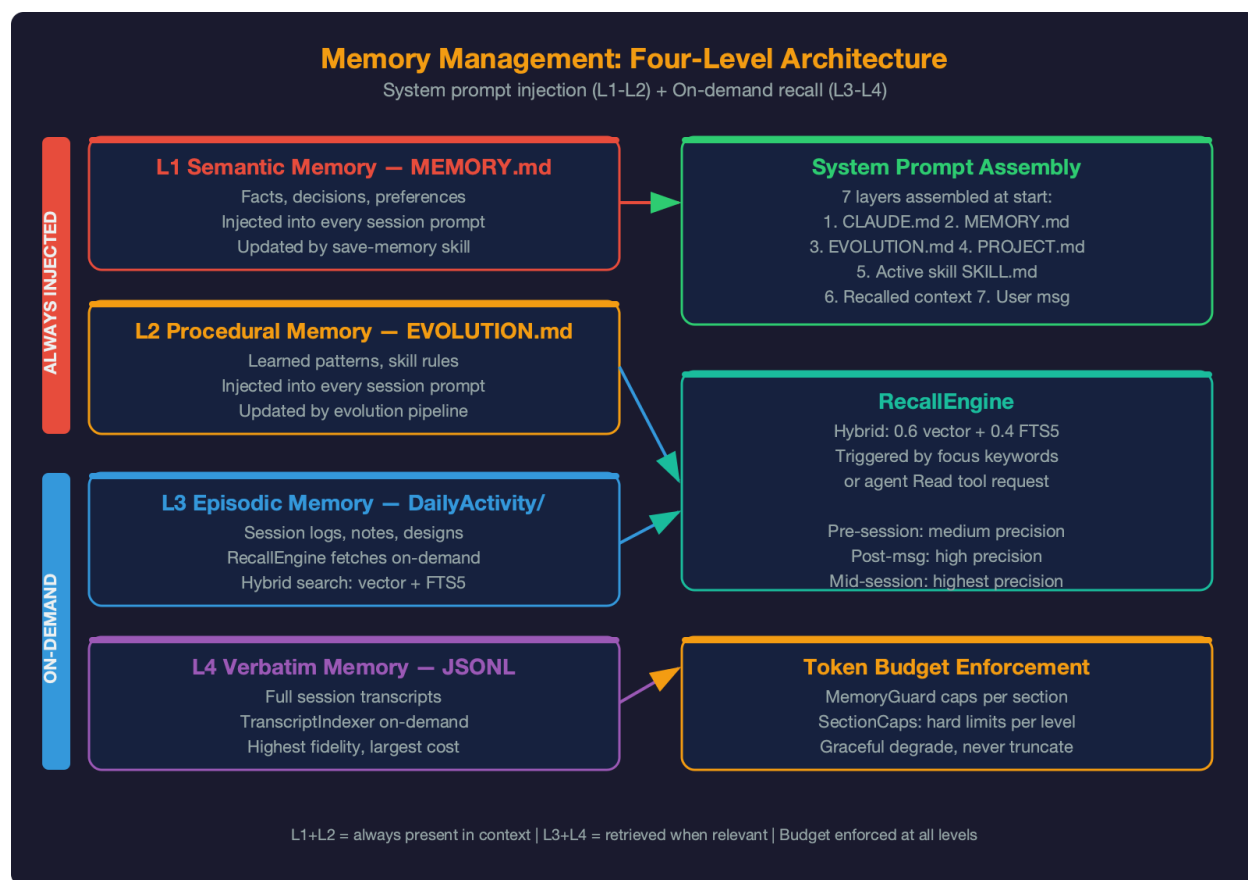 Memory Management: Four-Level Architecture
System prompt injection (L1-L2) + On-demand recall (L3-L4)
ALWAYS INJECTED
L1 Semantic Memory — MEMORY.md
Facts, decisions, preferences
Injected into every session prompt
Updated by save-memory skill
System Prompt Assembly
7 layers assembled at start:
1. CLAUDE.md 2. MEMORY.md
3. EVOLUTION.md 4. PROJECT.md
5. Active skill SKILL.md
6. Recalled context 7. User msg
L2 Procedural Memory — EVOLUTION.md
Learned patterns, skill rules
Injected into every session prompt
Updated by evolution pipeline
RecallEngine
Hybrid: 0.6 vector + 0.4 FTS5
Triggered by focus keywords
or agent Read tool request
Pre-session: medium precision
Post-msg: high precision
Mid-session: highest precision
ON-DEMAND
L3 Episodic Memory — DailyActivity/
Session logs, notes, designs
RecallEngine fetches on-demand
Hybrid search: vector + FTS5
L4 Verbatim Memory — JSONL
Full session transcripts
TranscriptIndexer on-demand
Highest fidelity, largest cost
Token Budget Enforcement
MemoryGuard caps per section
SectionCaps: hard limits per level
Graceful degrade, never truncate
L1+L2 = always present in context | L3+L4 = retrieved when relevant | Budget enforced at all levels